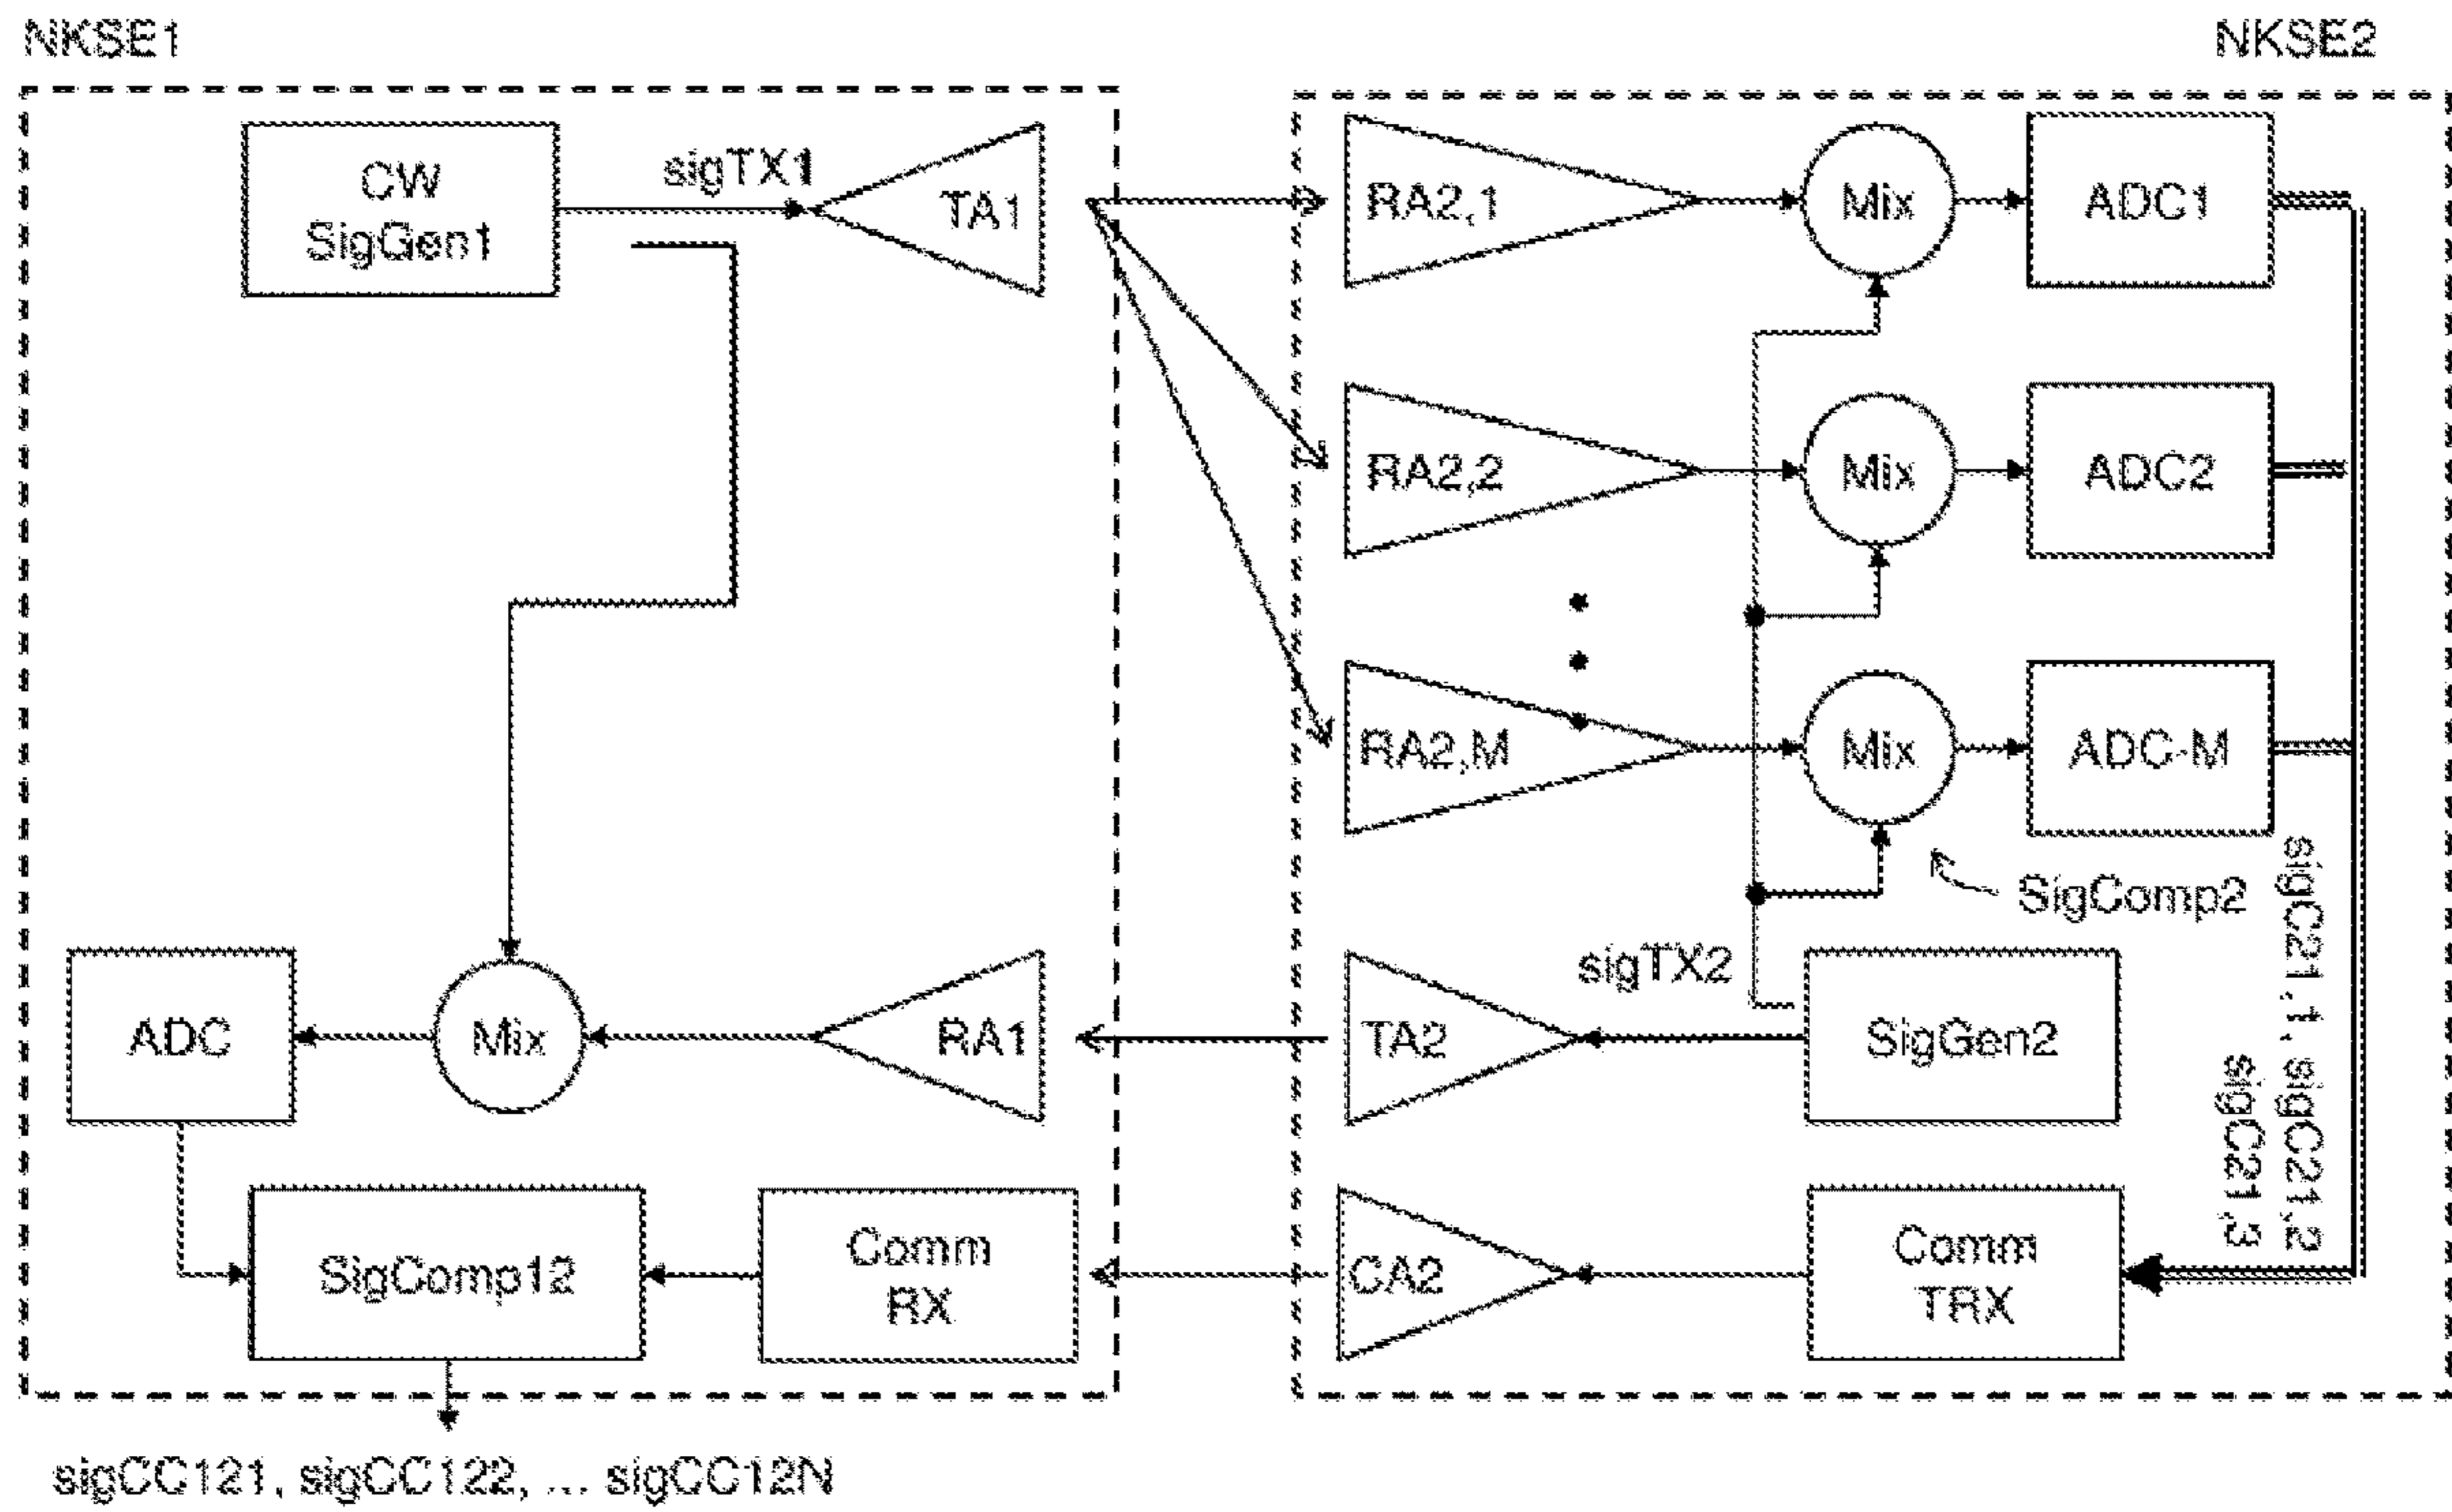 NKSE1
NKSE2
CW
SigGen1
sigTX1
TA1
RA2,1
Mix
ADC1
RA2,2
Mix
ADC2
RA2,M
Mix
ADC-M
SigComp2
sigC21,1, sigC21,2
sigC21,3
sigTX2
ADC
Mix
RA1
TA2
SigGen2
SigComp12
Comm
RX
CA2
Comm
TRX
sigCC121, sigCC122, ... sigCC12N